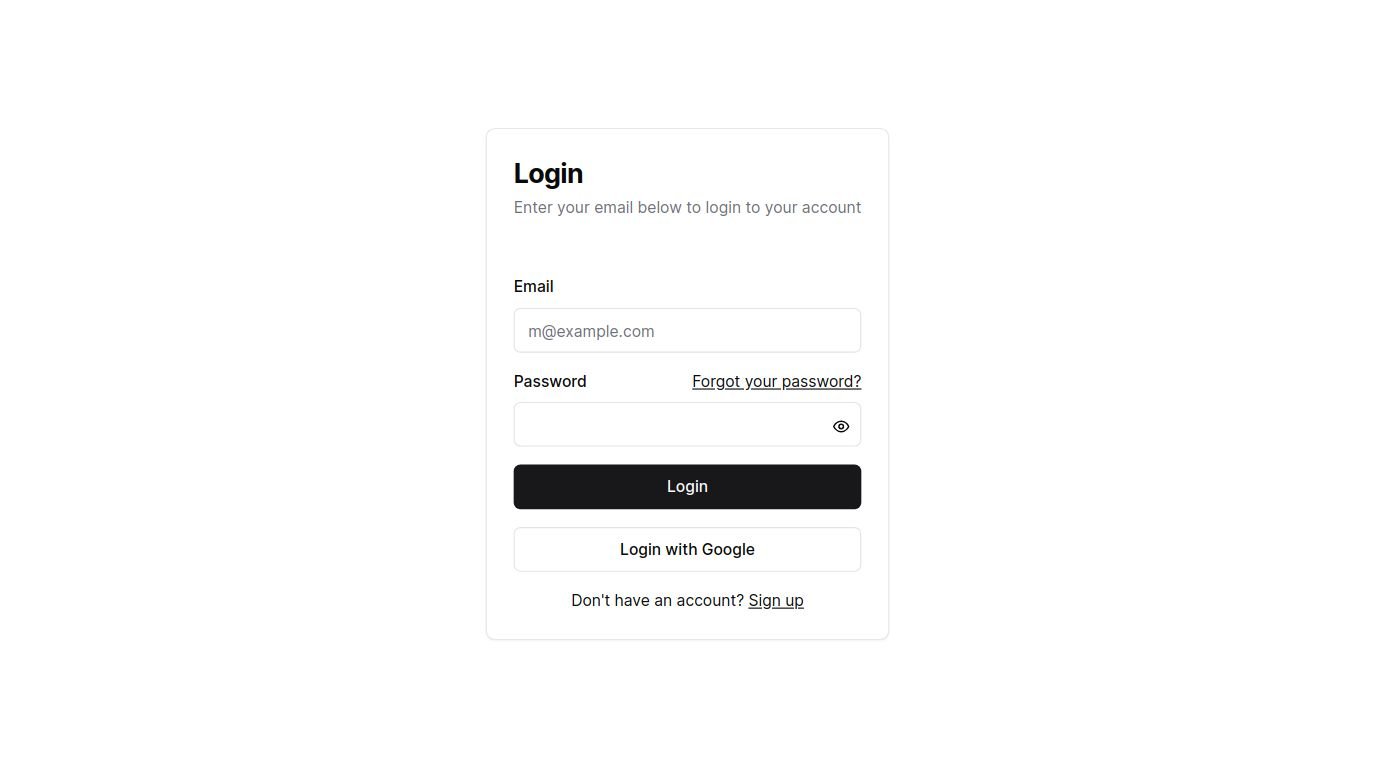 Login
Enter your email below to login to your account
Email
m@example.com
Password
Forgot your password?
Login
Login with Google
Don't have an account? Sign up